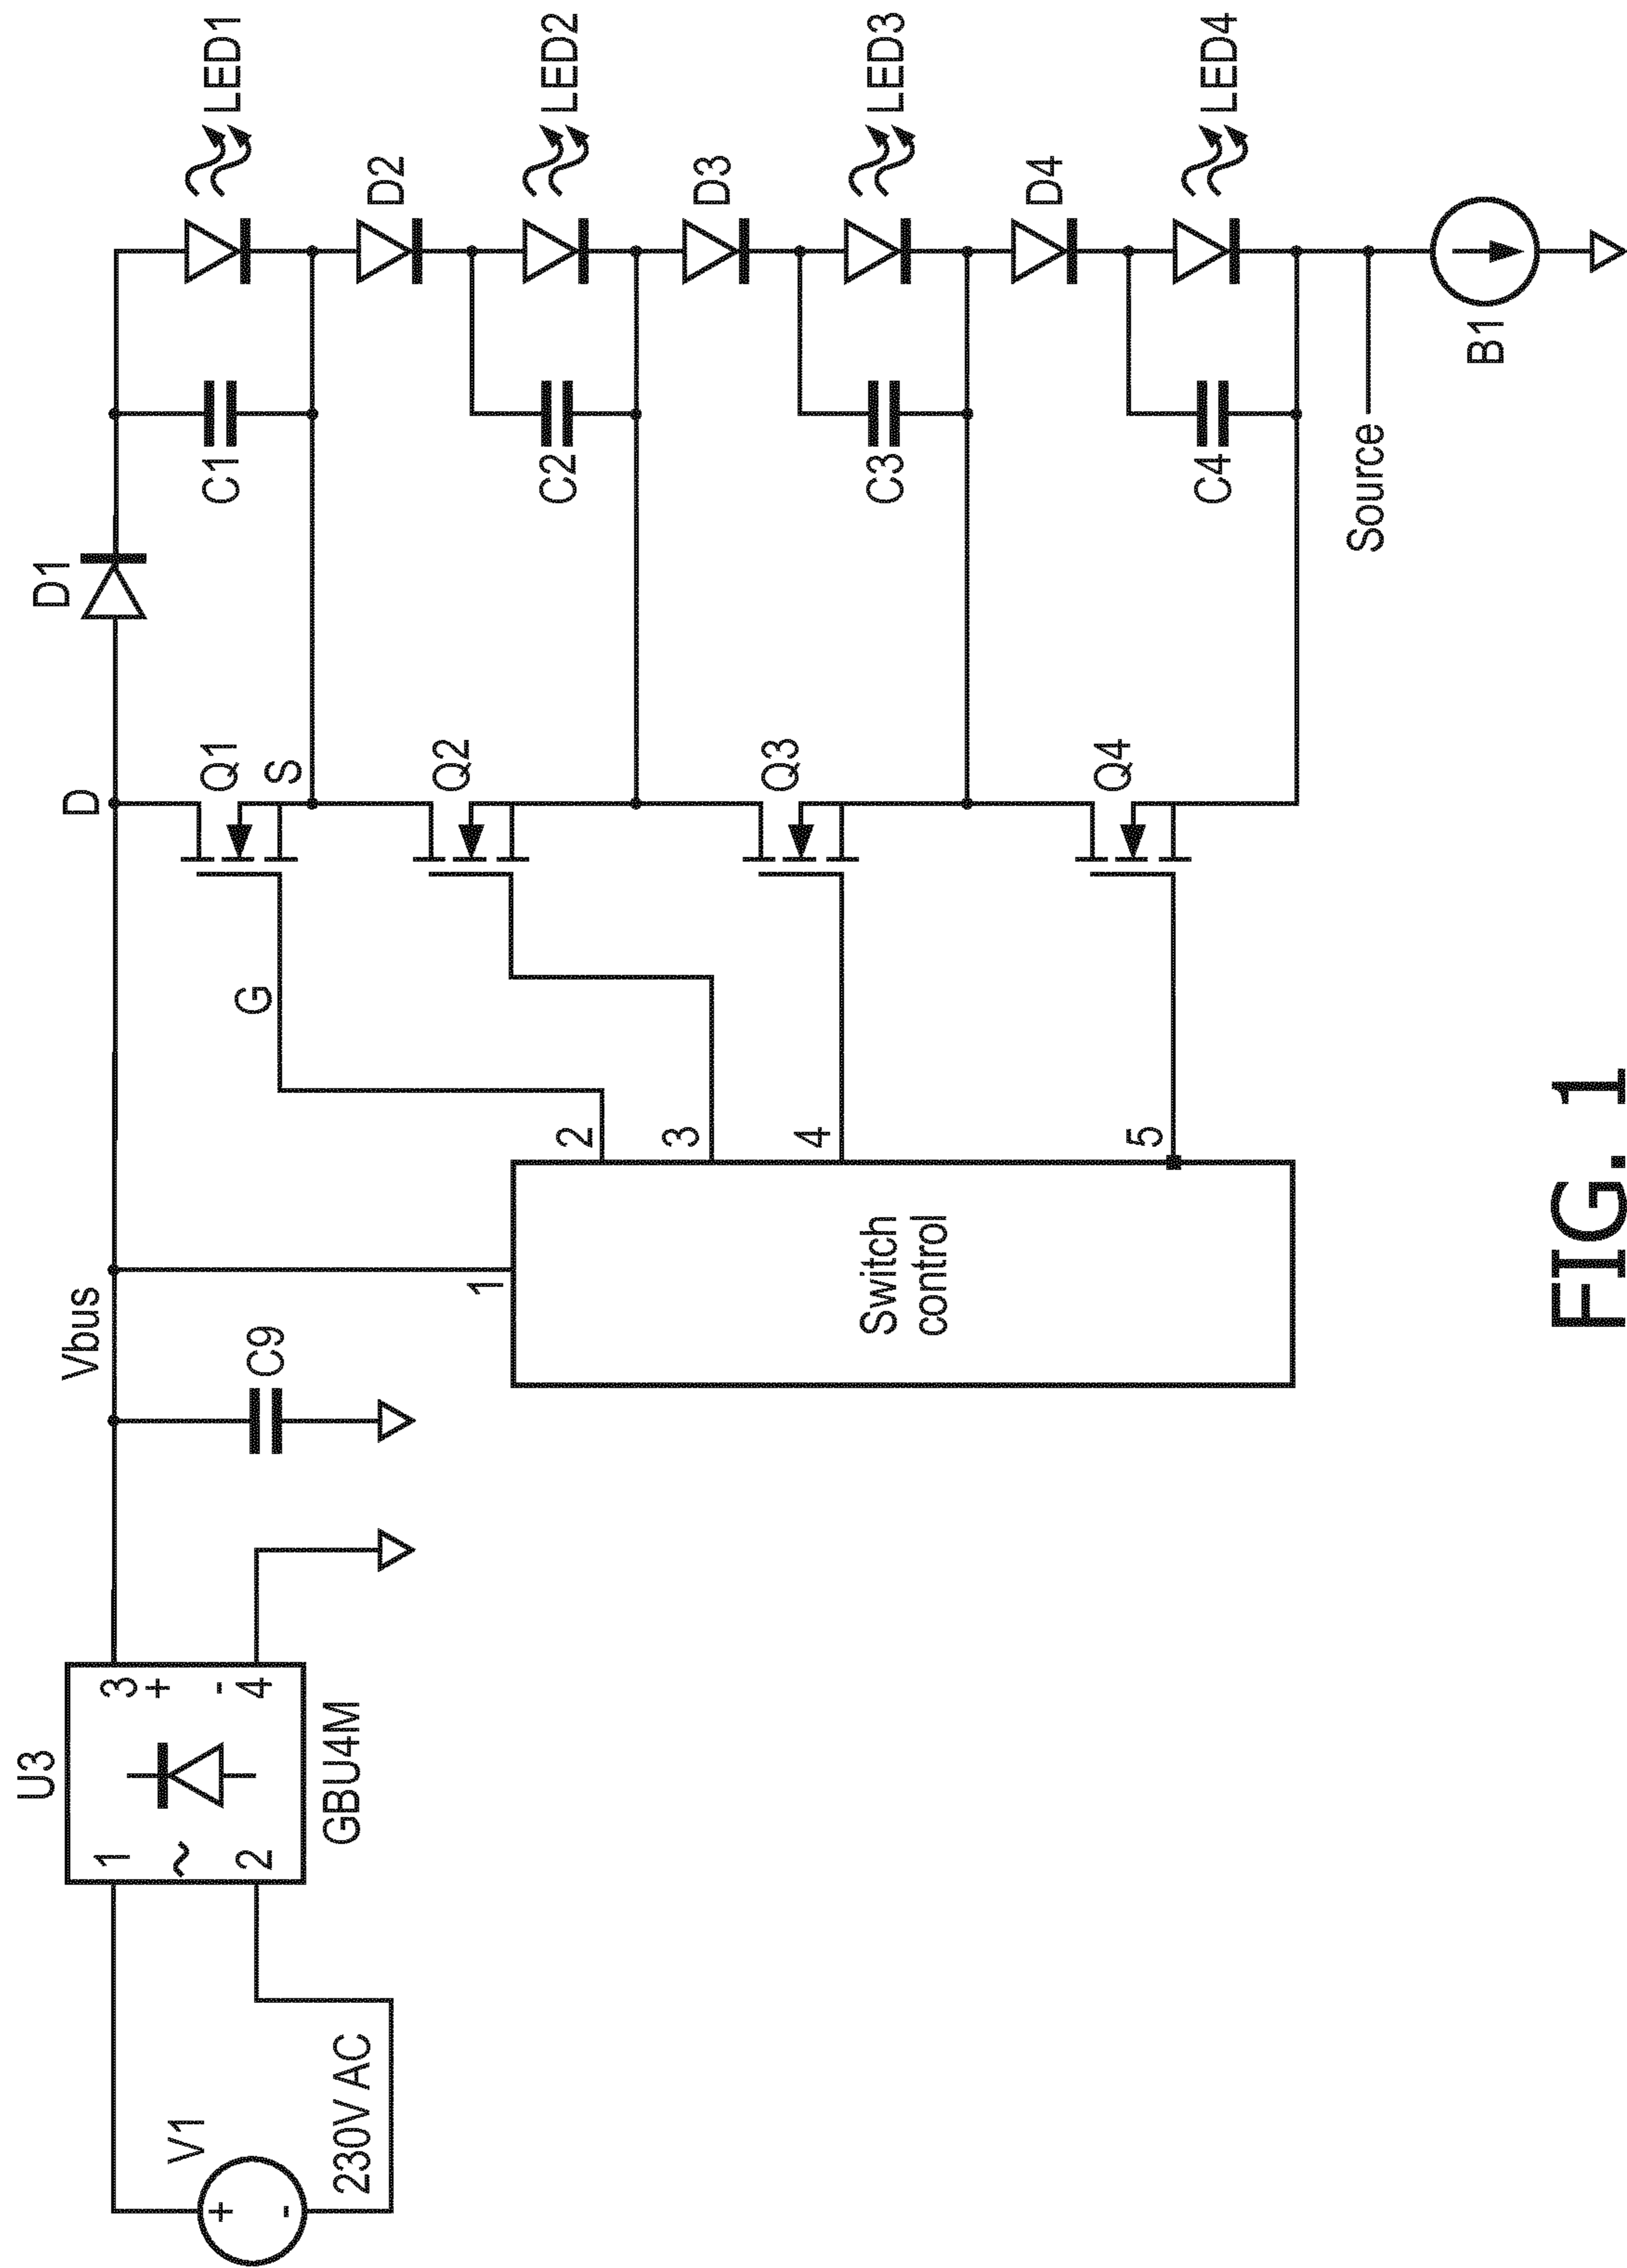 V1
+
-
230V AC
U3
1
2
~
3
+
-
4
GBU4M
Vbus
C9
1
Switch
control
2
3
4
5
G
D
Q1
S
Q2
Q3
Q4
D1
C1
C2
C3
C4
Source
LED1
D2
LED2
D3
LED3
D4
LED4
B1
FIG. 1